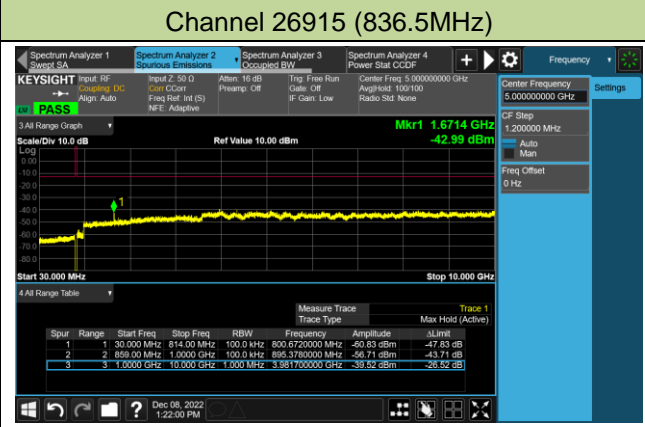 Channel 26915 (836.5MHz)
Spectrum Analyzer 1
Swept SA
Spectrum Analyzer 2
Spurious Emissions
Spectrum Analyzer 3
Occupied BW
Spectrum Analyzer 4
Power Stat CCDF
Frequency
KEYSIGHT
Input: RF
Coupling: DC
Align: Auto
Input Z: 50 Ω
Corr CCorr
Freq Ref: Int (S)
NFE: Adaptive
Atten: 16 dB
Preamp: Off
Trig: Free Run
Gate: Off
IF Gain: Low
Center Freq: 5.000000000 GHz
Avg|Hold: 100/100
Radio Std: None
PASS
Center Frequency
5.000000000 GHz
Settings
CF Step
1.200000 MHz
Auto
Man
Freq Offset
0 Hz
3 All Range Graph
Mkr1 1.6714 GHz
Scale/Div 10.0 dB Ref Value 10.00 dBm -42.99 dBm
Log
0.00
-10.0
-20.0
-30.0
-40.0
-50.0
-60.0
-70.0
-80.0
1
Start 30.000 MHz Stop 10.000 GHz
4 All Range Table
Measure Trace Trace 1
Trace Type Max Hold (Active)
Spur Range Start Freq Stop Freq RBW Frequency Amplitude ΔLimit
1 1 30.000 MHz 814.00 MHz 100.0 kHz 800.6720000 MHz -60.83 dBm -47.83 dB
2 2 859.00 MHz 1.0000 GHz 100.0 kHz 895.3780000 MHz -56.71 dBm -43.71 dB
3 3 1.0000 GHz 10.000 GHz 1.000 MHz 3.981700000 GHz -39.52 dBm -26.52 dB
Dec 08, 2022
1:22:00 PM